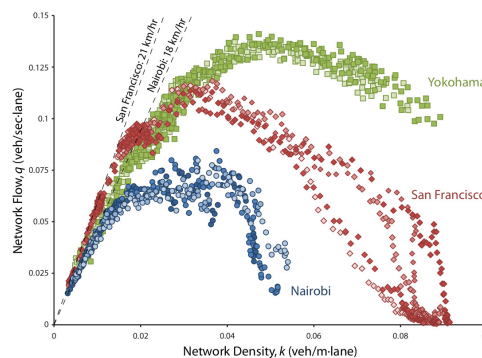 0.15
0.125
0.1
0.075
0.05
0.025
0
Network Flow, q (veh/sec·lane)
San Francisco: 21 km/hr
Nairobi: 18 km/hr
Yokohama
San Francisco
Nairobi
0
0.02
0.04
0.06
0.08
Network Density, k (veh/m·lane)